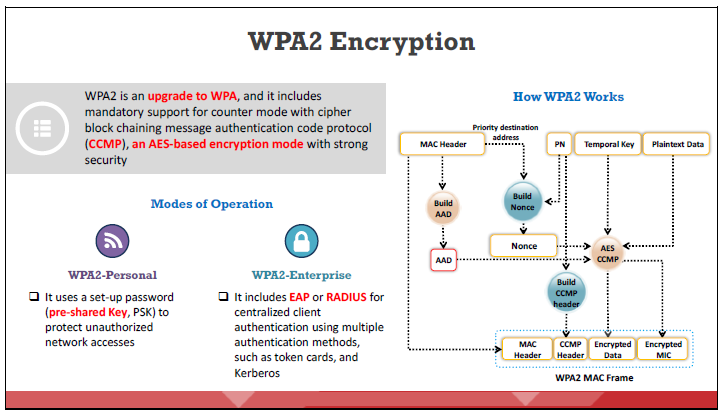 WPA2 Encryption
WPA2 is an upgrade to WPA, and it includes
mandatory support for counter mode with cipher
block chaining message authentication code protocol
(CCMP), an AES-based encryption mode with strong
security
Modes of Operation
WPA2-Personal
❑ It uses a set-up password
(pre-shared Key, PSK) to
protect unauthorized
network accesses
WPA2-Enterprise
❑ It includes EAP or RADIUS for
centralized client
authentication using multiple
authentication methods,
such as token cards, and
Kerberos
How WPA2 Works
Priority destination
address
MAC Header
PN
Temporal Key
Plaintext Data
Build
AAD
Build
Nonce
Nonce
AAD
AES
CCMP
Build
CCMP
header
MAC
Header
CCMP
Header
Encrypted
Data
Encrypted
MIC
WPA2 MAC Frame